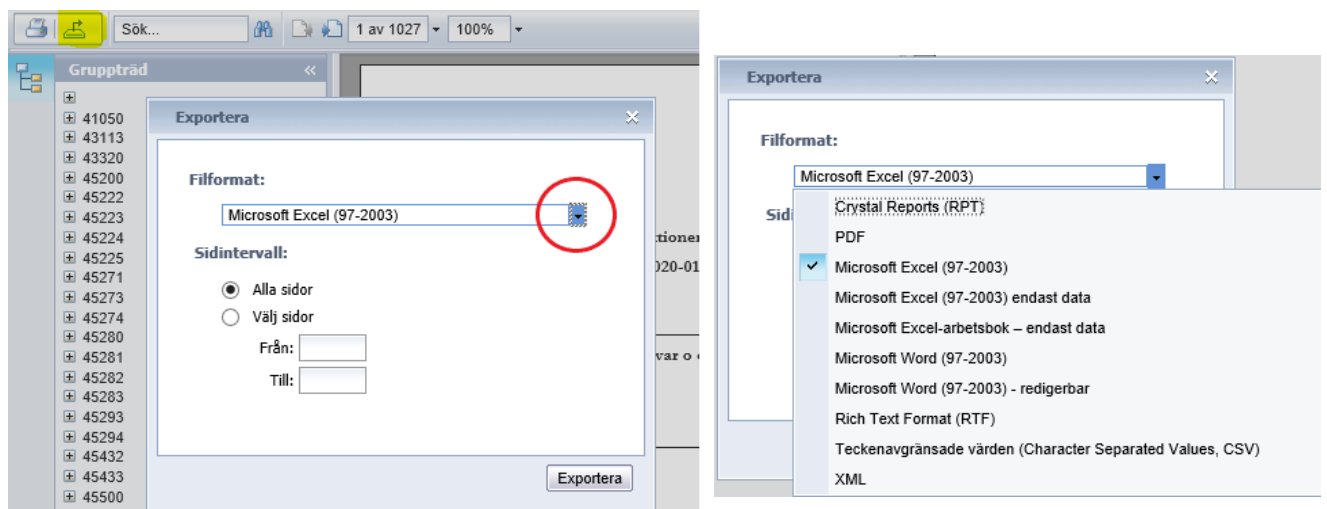 Sök...
1 av 1027
100%
Gruppträd
41050
43113
43320
45200
45222
45223
45224
45225
45271
45273
45274
45280
45281
45282
45283
45293
45294
45432
45433
45500
Exportera
Filformat:
Microsoft Excel (97-2003)
Sidintervall:
Alla sidor
Välj sidor
Från:
Till:
Exportera
var o
Exportera
Filformat:
Microsoft Excel (97-2003)
Crystal Reports (RPT)
PDF
Microsoft Excel (97-2003)
Microsoft Excel (97-2003) endast data
Microsoft Excel-arbetsbok – endast data
Microsoft Word (97-2003)
Microsoft Word (97-2003) - redigerbar
Rich Text Format (RTF)
Teckenavgränsade värden (Character Separated Values, CSV)
XML